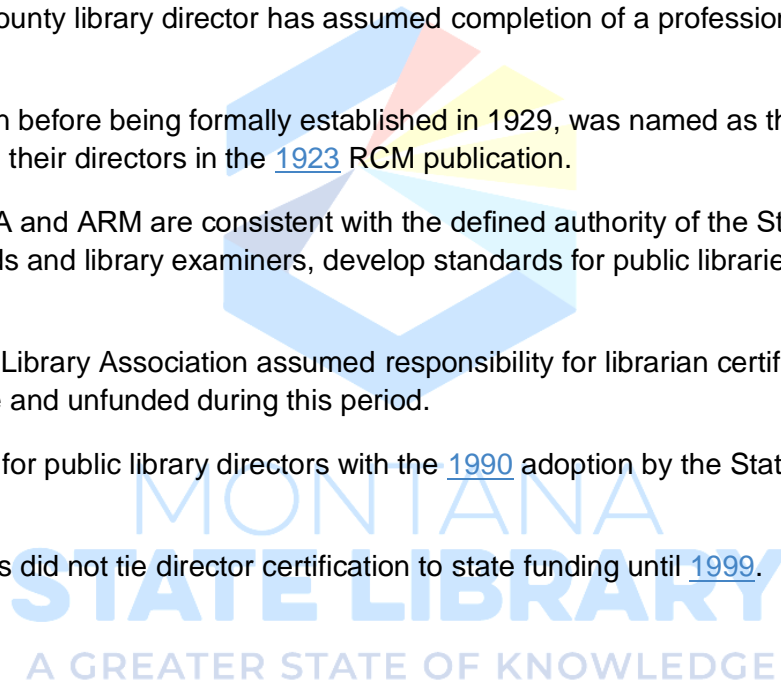 ounty library director has assumed completion of a profession
n before being formally established in 1929, was named as th
their directors in the 1923 RCM publication.
A and ARM are consistent with the defined authority of the St
ds and library examiners, develop standards for public librarie
Library Association assumed responsibility for librarian certif
e and unfunded during this period.
for public library directors with the 1990 adoption by the Stat
s did not tie director certification to state funding until 1999.
MONTANA
STATE LIBRARY
A GREATER STATE OF KNOWLEDGE